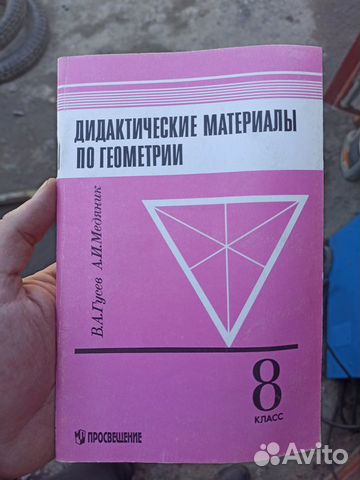 ДИДАКТИЧЕСКИЕ МАТЕРИАЛЫ
ПО ГЕОМЕТРИИ
В.А.Гусев А.И.Медяник
8
КЛАСС
ПРОСВЕЩЕНИЕ
Avito